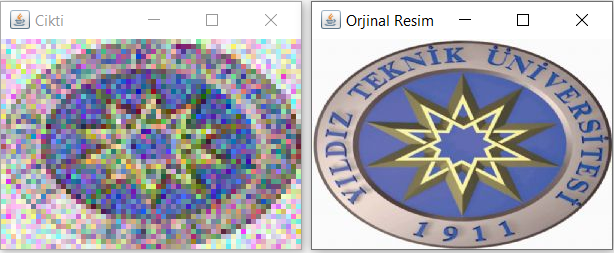 Cikti
Orjinal Resim
YILDIZ TEKNİK ÜNİVERSİTESİ
1911